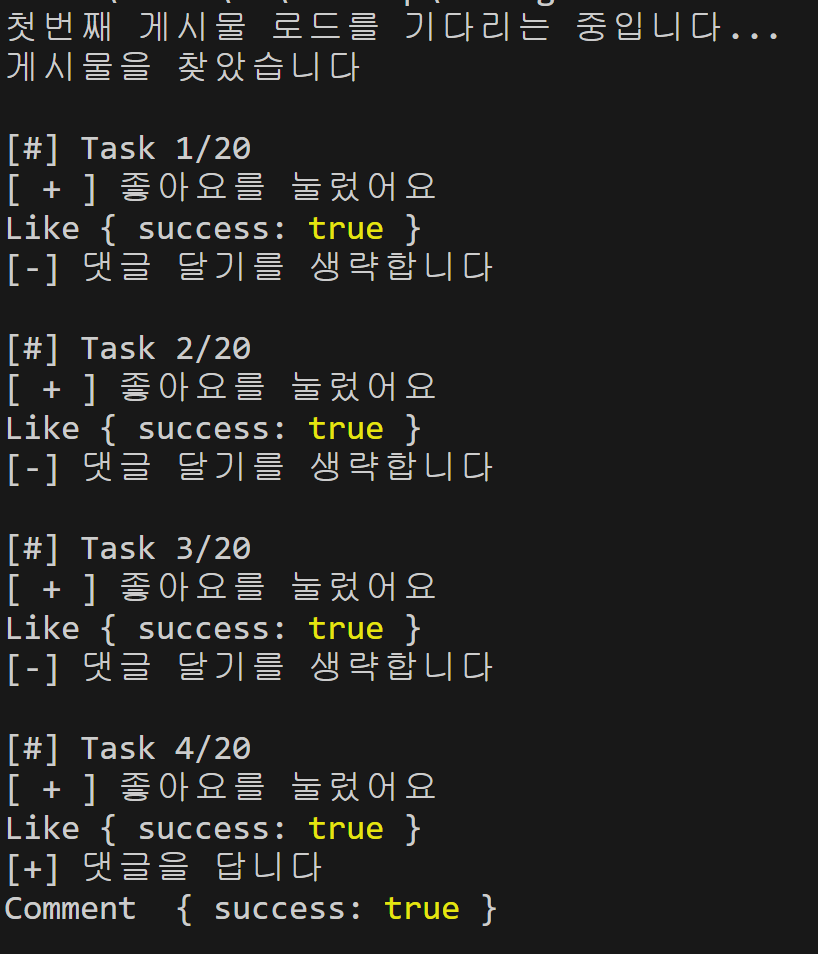 첫번째 게시물 로드를 기다리는 중입니다...
게시물을 찾았습니다
[#] Task 1/20
[ + ] 좋아요를 눌렀어요
Like { success: true }
[-] 댓글 달기를 생략합니다
[#] Task 2/20
[ + ] 좋아요를 눌렀어요
Like { success: true }
[-] 댓글 달기를 생략합니다
[#] Task 3/20
[ + ] 좋아요를 눌렀어요
Like { success: true }
[-] 댓글 달기를 생략합니다
[#] Task 4/20
[ + ] 좋아요를 눌렀어요
Like { success: true }
[+] 댓글을 답니다
Comment  { success: true }